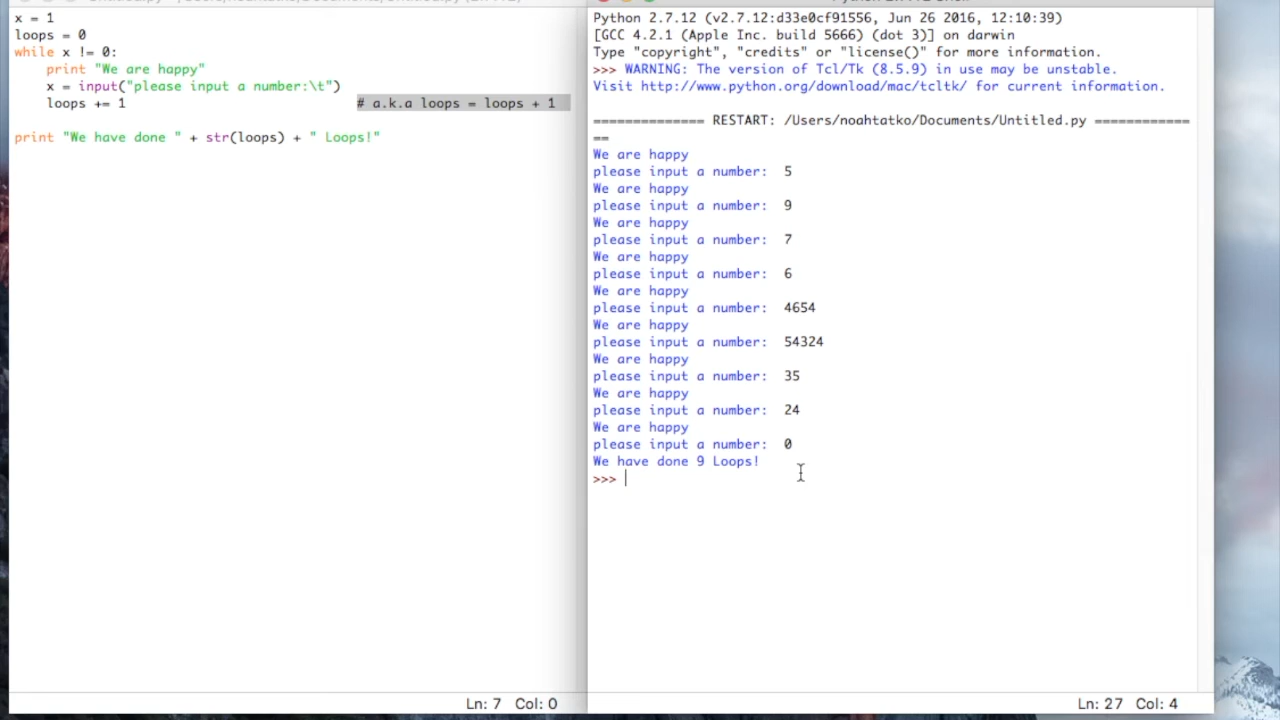 x = 1
loops = 0
while x != 0:
    print "We are happy"
    x = input("please input a number:\t")
    loops += 1                             # a.k.a loops = loops + 1

print "We have done " + str(loops) + " Loops!"
Ln: 7 Col: 0
Python 2.7.12 (v2.7.12:d33e0cf91556, Jun 26 2016, 12:10:39)
[GCC 4.2.1 (Apple Inc. build 5666) (dot 3)] on darwin
Type "copyright", "credits" or "license()" for more information.
>>> WARNING: The version of Tcl/Tk (8.5.9) in use may be unstable.
Visit http://www.python.org/download/mac/tcltk/ for current information.

============== RESTART: /Users/noahtatko/Documents/Untitled.py ============
==
We are happy
please input a number:  5
We are happy
please input a number:  9
We are happy
please input a number:  7
We are happy
please input a number:  6
We are happy
please input a number:  4654
We are happy
please input a number:  54324
We are happy
please input a number:  35
We are happy
please input a number:  24
We are happy
please input a number:  0
We have done 9 Loops!
>>>
Ln: 27 Col: 4